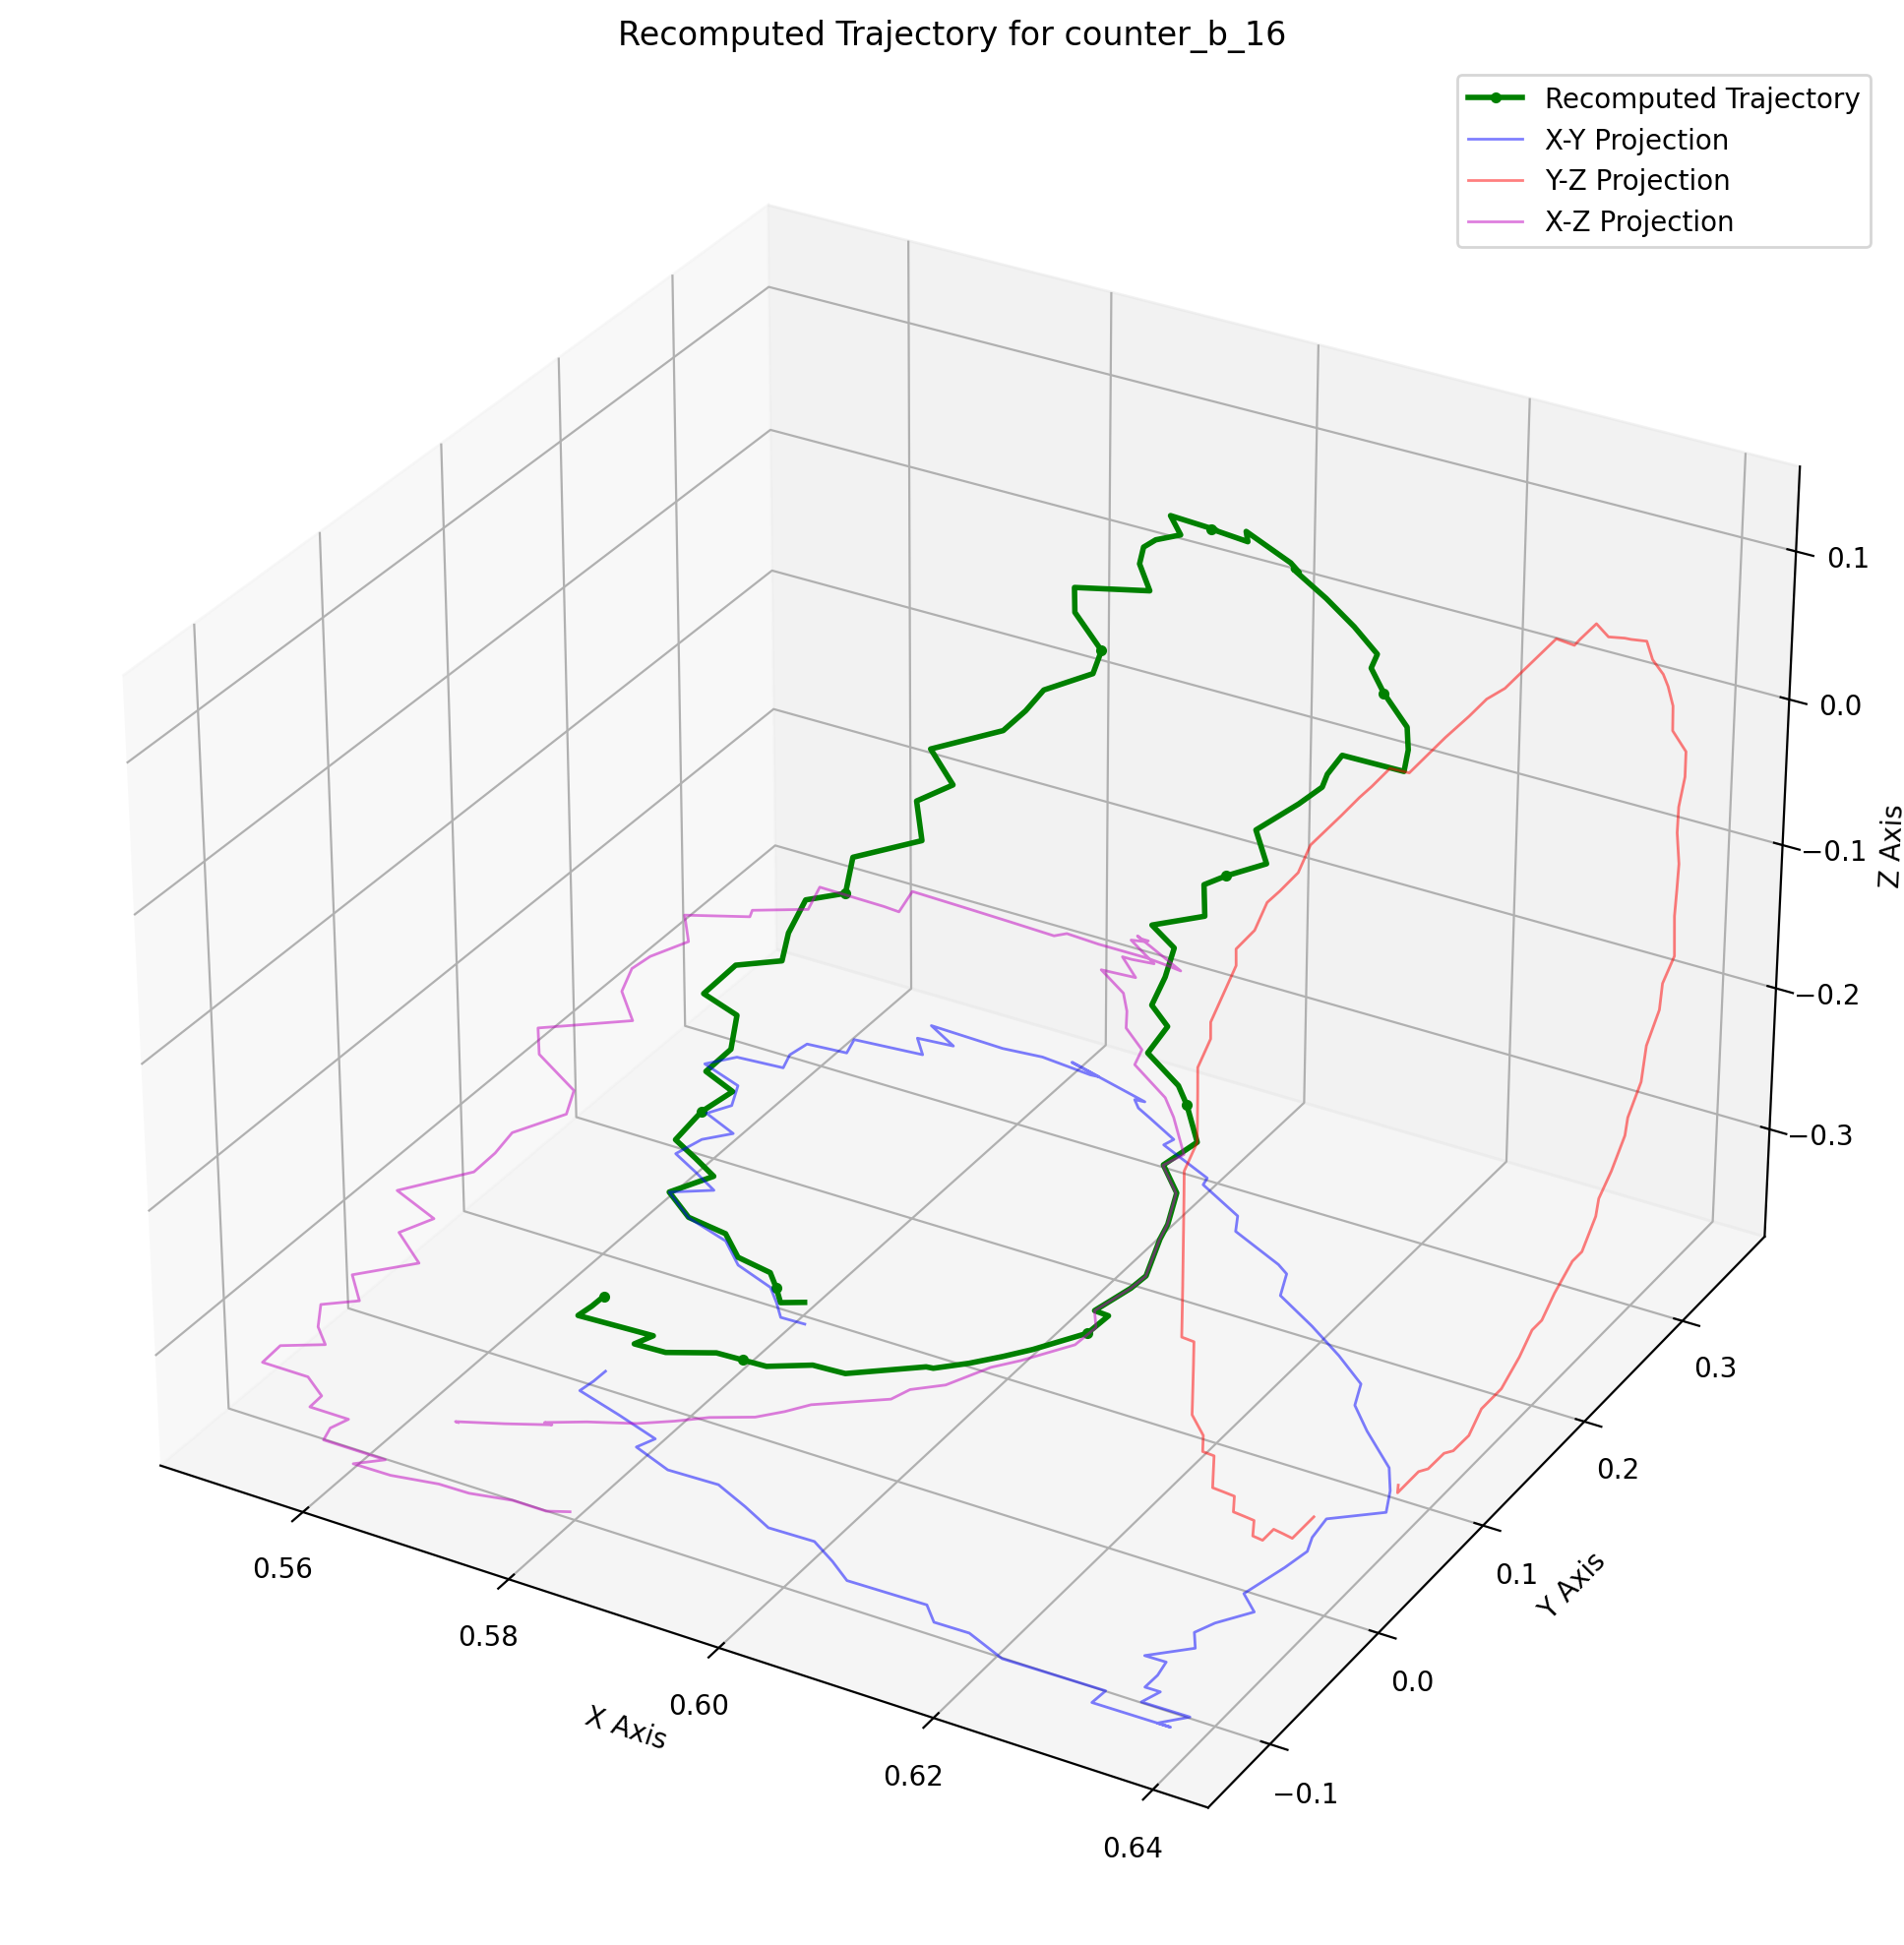 Recomputed Trajectory for counter_b_16
Recomputed Trajectory
X-Y Projection
Y-Z Projection
X-Z Projection
0.1
0.0
−0.1
−0.2
−0.3
Z Axis
0.3
0.2
0.1
0.0
−0.1
Y Axis
0.56
0.58
0.60
0.62
0.64
X Axis